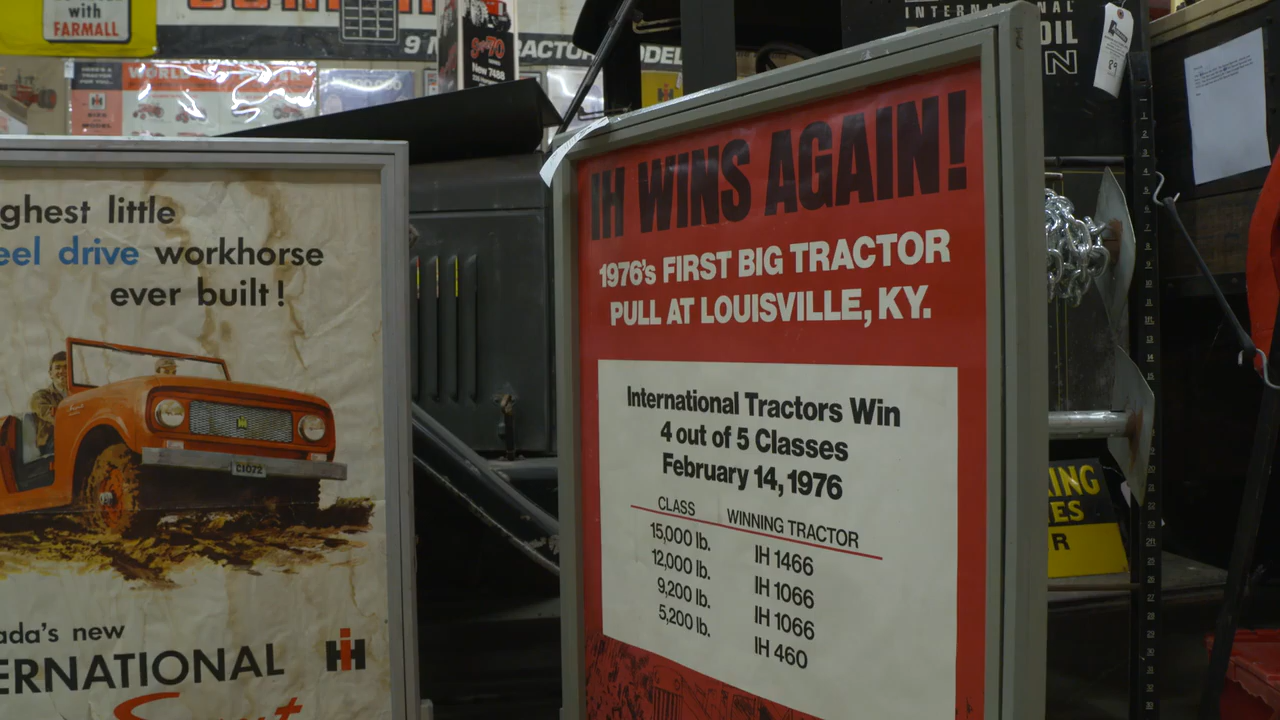 with
FARMALL
INTERNATIONAL
OIL
ghest little
eel drive workhorse
ever built!
C1072
ada's new
ERNATIONAL
IH
IH WINS AGAIN!
1976's FIRST BIG TRACTOR
PULL AT LOUISVILLE, KY.
International Tractors Win
4 out of 5 Classes
February 14, 1976
CLASS WINNING TRACTOR
15,000 lb. IH 1466
12,000 lb. IH 1066
9,200 lb. IH 1066
5,200 lb. IH 460
ING
ES
R